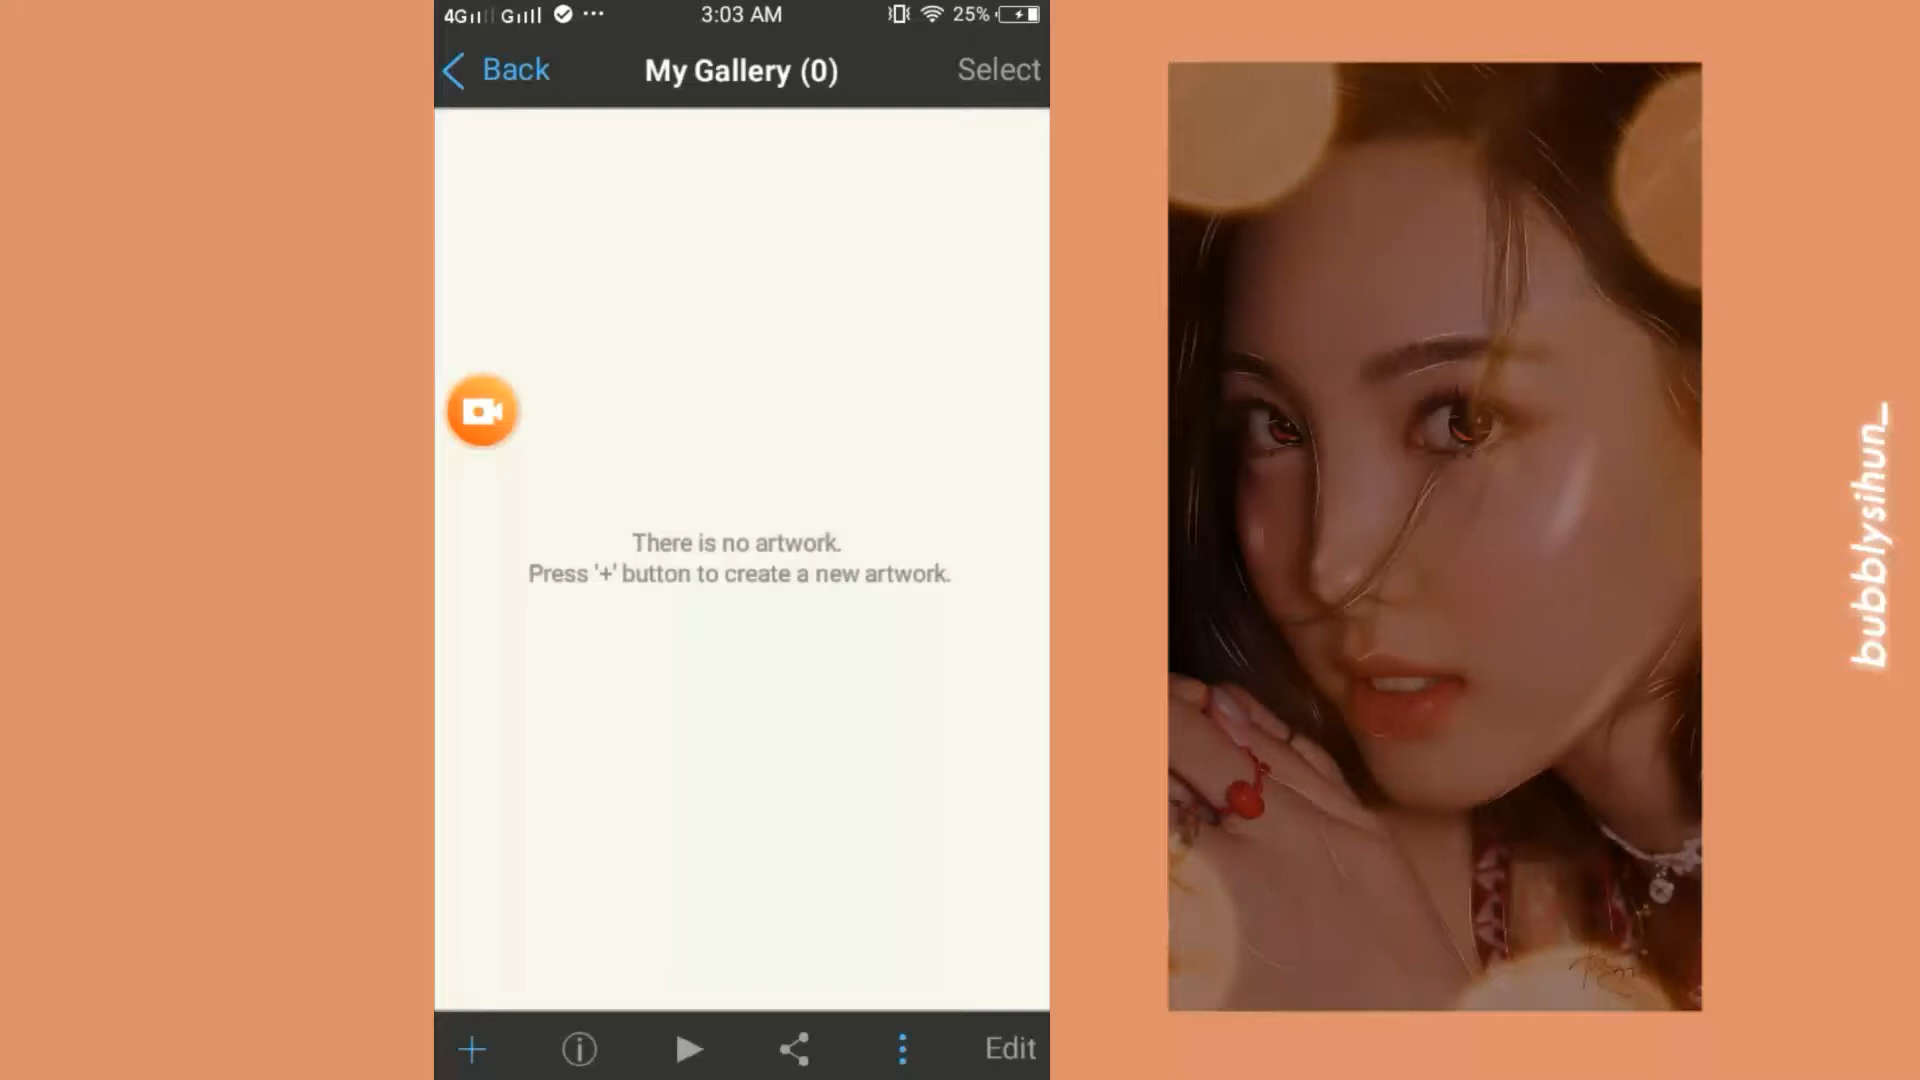 4G G 3:03 AM 25%
Back My Gallery (0) Select
There is no artwork.
Press '+' button to create a new artwork.
Edit
bubblysihun_